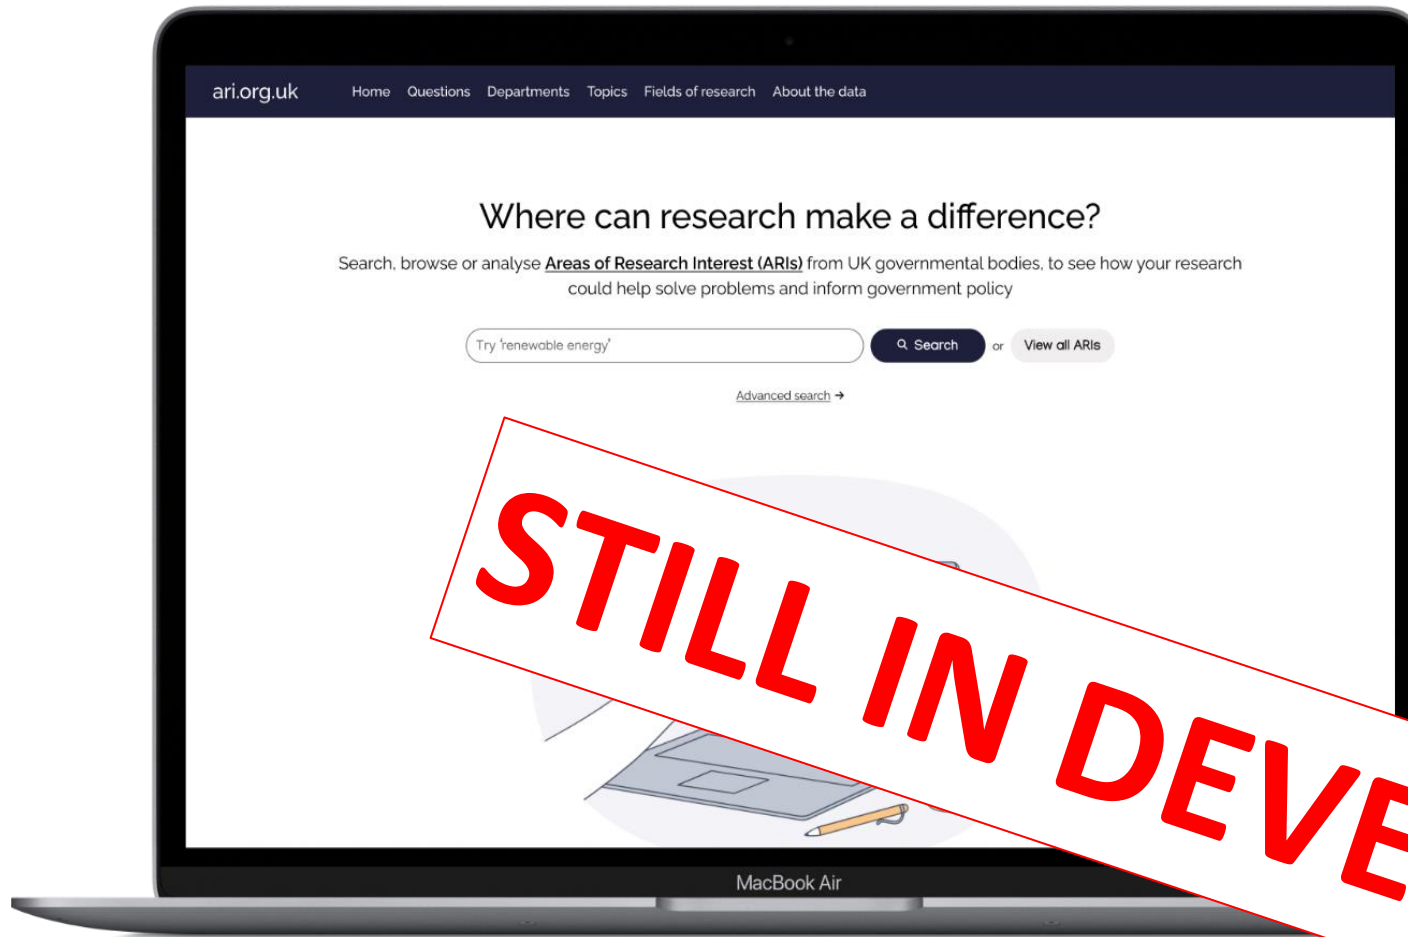 ari.org.uk Home Questions Departments Topics Fields of research About the data
Where can research make a difference?
Search, browse or analyse Areas of Research Interest (ARIs) from UK governmental bodies, to see how your research
could help solve problems and inform government policy
Try 'renewable energy' Search or View all ARIs
Advanced search →
STILL IN DEVE
MacBook Air